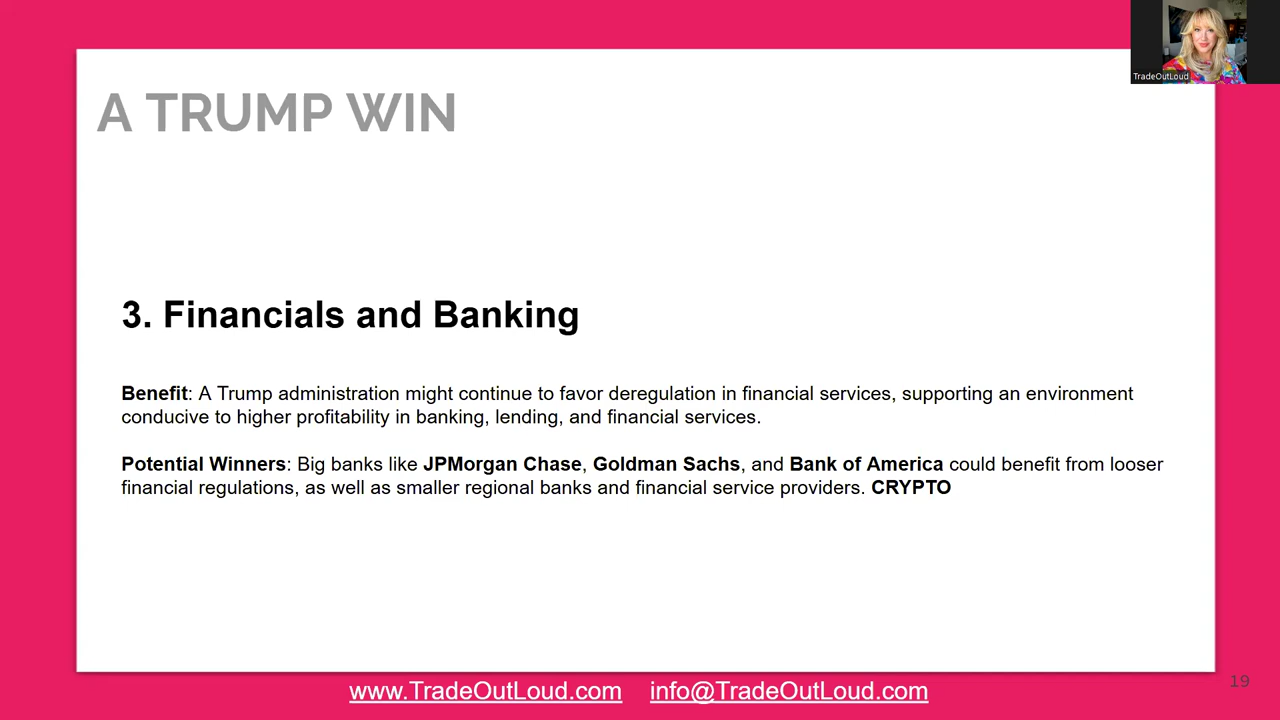 TradeOutLoud
A TRUMP WIN
3. Financials and Banking
Benefit: A Trump administration might continue to favor deregulation in financial services, supporting an environment
conducive to higher profitability in banking, lending, and financial services.
Potential Winners: Big banks like JPMorgan Chase, Goldman Sachs, and Bank of America could benefit from looser
financial regulations, as well as smaller regional banks and financial service providers. CRYPTO
www.TradeOutLoud.com info@TradeOutLoud.com
19